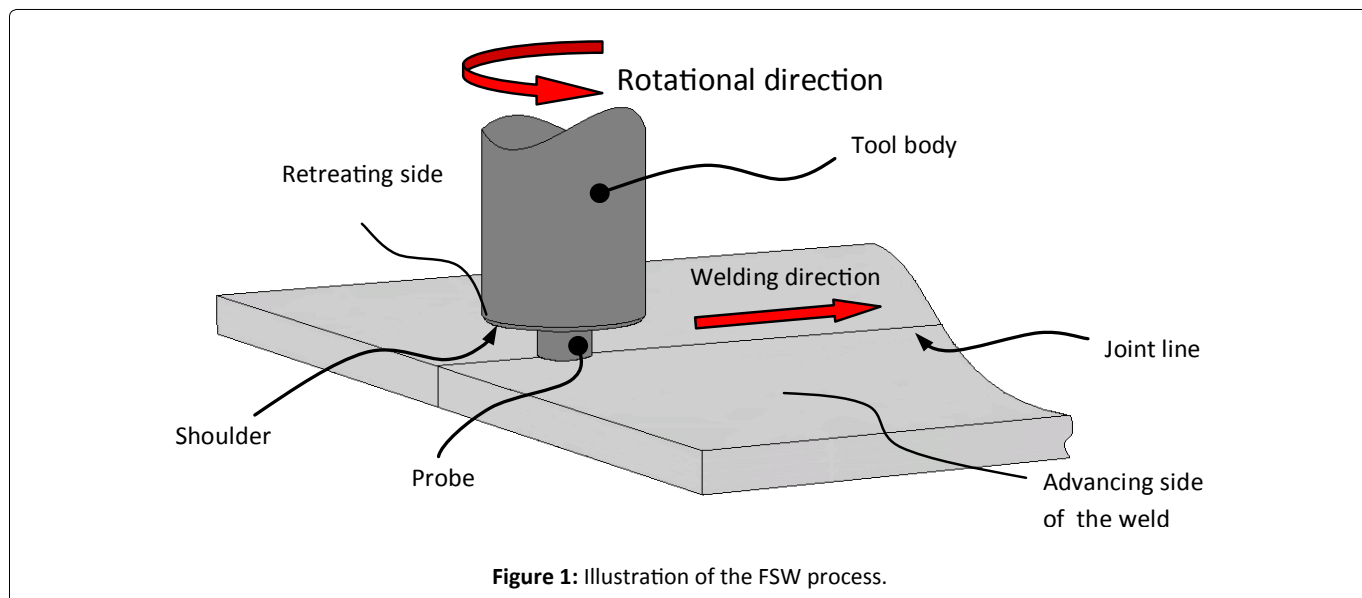 Rotational direction
Tool body
Retreating side
Welding direction
Joint line
Shoulder
Probe
Advancing side
of the weld
Figure 1: Illustration of the FSW process.